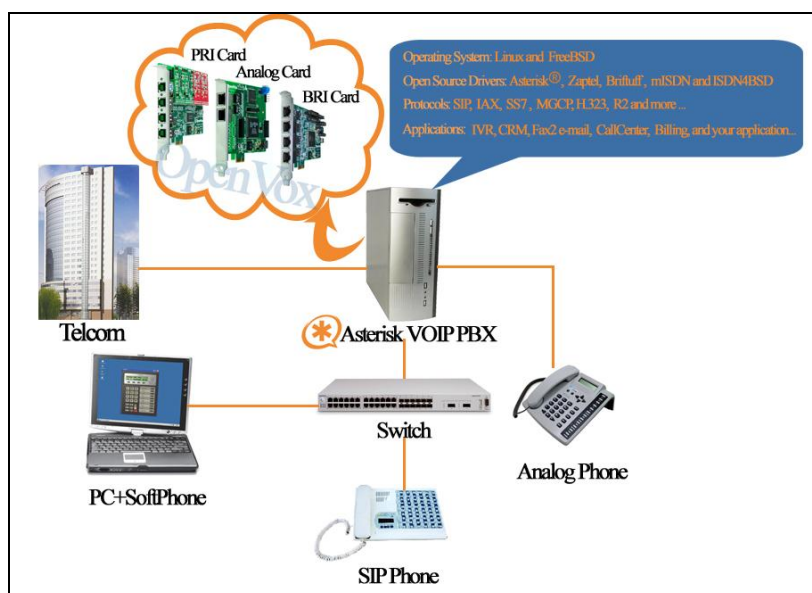 PRI Card
Analog Card
BRI Card
OpenVox
Operating System: Linux and FreeBSD
Open Source Drivers: Asterisk®, Zaptel, Brifluff, mISDN and ISDN4BSD
Protocols: SIP, IAX, SS7, MGCP, H.323, R2 and more ...
Applications: IVR, CRM, Fax2 e-mail, CallCenter, Billing, and your application...
Telcom
Asterisk VOIP PBX
Switch
PC+SoftPhone
Analog Phone
SIP Phone